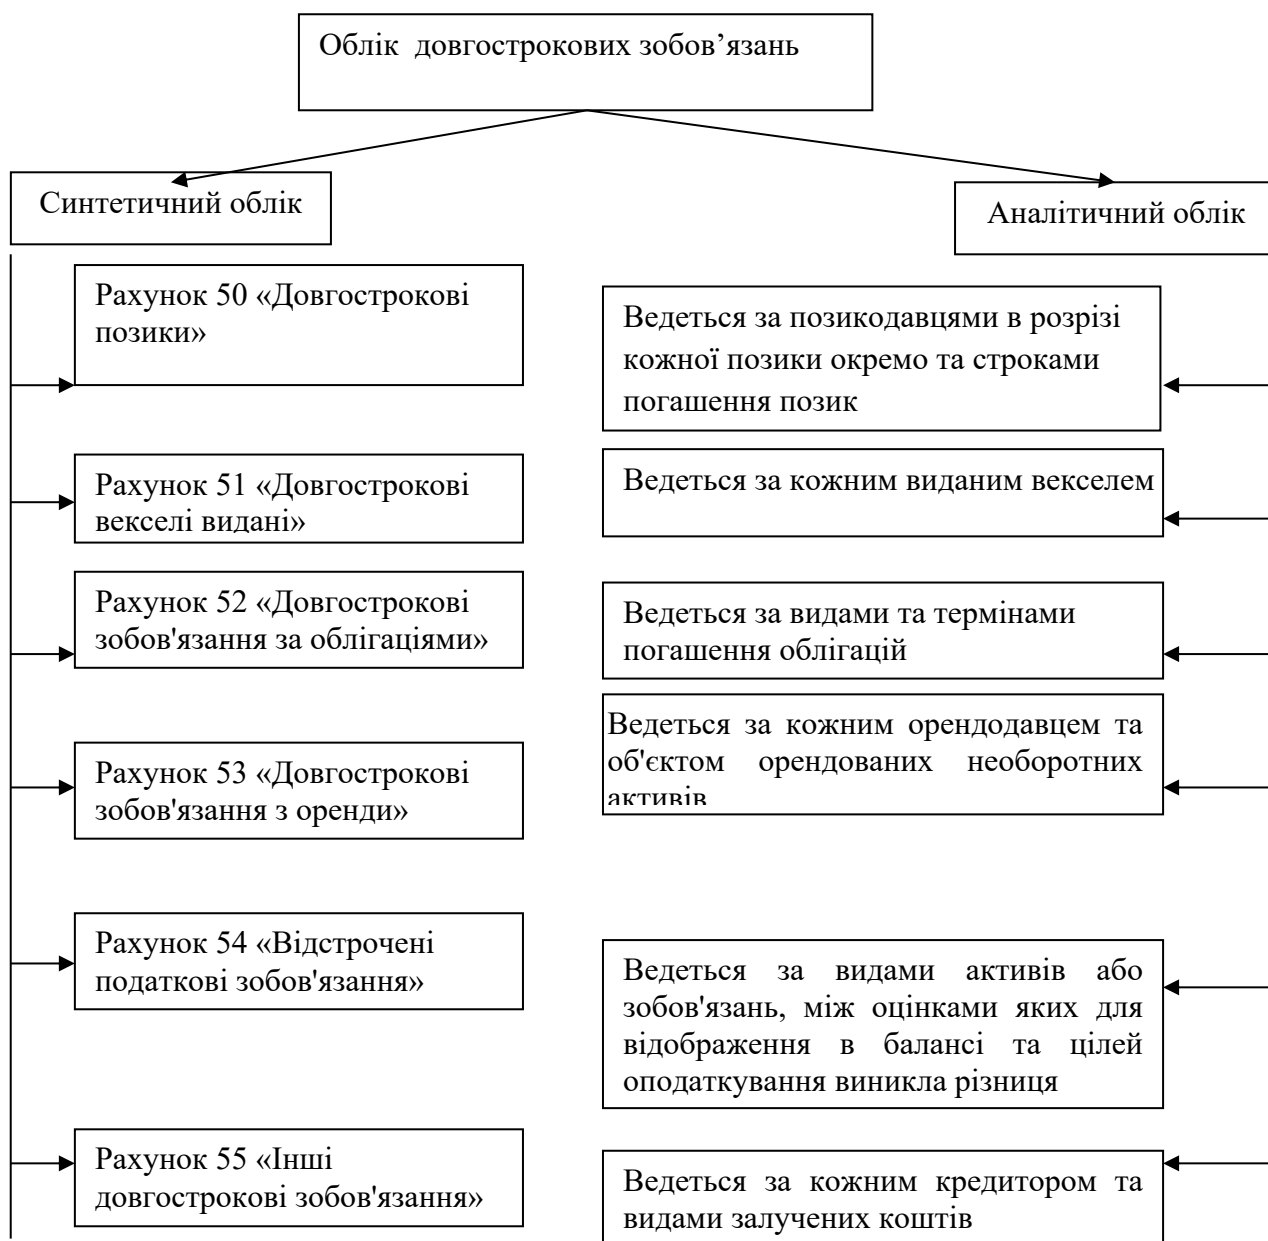 Облік довгострокових зобов’язань
Синтетичний облік
Аналітичний облік
Рахунок 50 «Довгострокові
позики»
Ведеться за позикодавцями в розрізі
кожної позики окремо та строками
погашення позик
Рахунок 51 «Довгострокові
векселі видані»
Ведеться за кожним виданим векселем
Рахунок 52 «Довгострокові
зобов'язання за облігаціями»
Ведеться за видами та термінами
погашення облігацій
Рахунок 53 «Довгострокові
зобов'язання з оренди»
Ведеться за кожним орендодавцем та
об'єктом орендованих необоротних
активів
Рахунок 54 «Відстрочені
податкові зобов'язання»
Ведеться за видами активів або
зобов'язань, між оцінками яких для
відображення в балансі та цілей
оподаткування виникла різниця
Рахунок 55 «Інші
довгострокові зобов'язання»
Ведеться за кожним кредитором та
видами залучених коштів